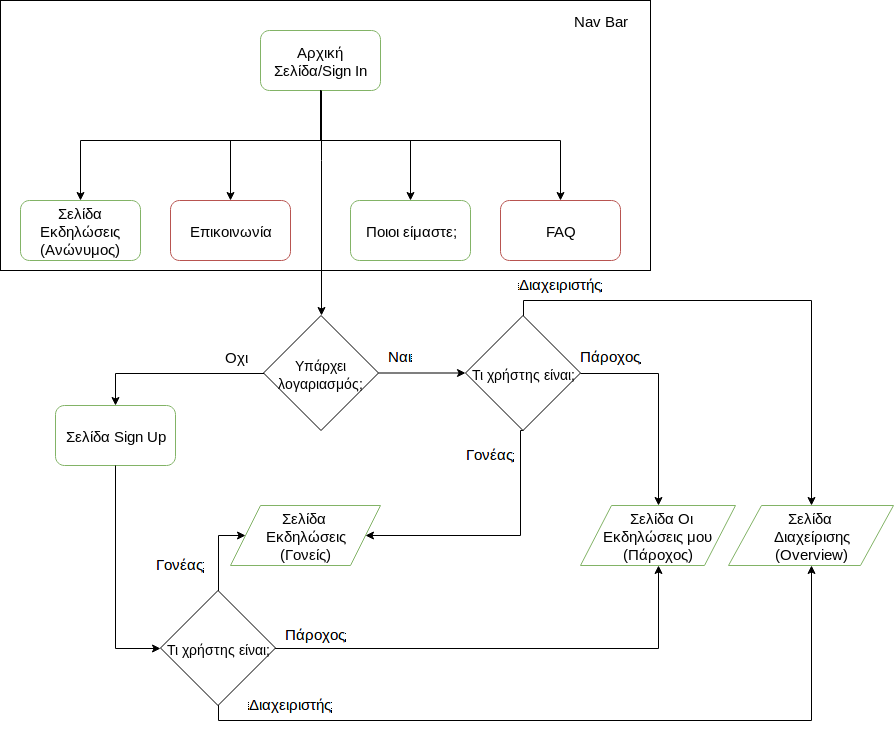 Nav Bar
Αρχική
Σελίδα/Sign In
Σελίδα
Εκδηλώσεις
(Ανώνυμος)
Επικοινωνία
Ποιοι είμαστε;
FAQ
Διαχειριστής
Οχι
Υπάρχει
λογαριασμός;
Ναι
Τι χρήστης είναι;
Πάροχος
Σελίδα Sign Up
Γονέας
Σελίδα
Εκδηλώσεις
(Γονείς)
Σελίδα Οι
Εκδηλώσεις μου
(Πάροχος)
Σελίδα
Διαχείρισης
(Overview)
Γονέας
Τι χρήστης είναι;
Πάροχος
Διαχειριστής